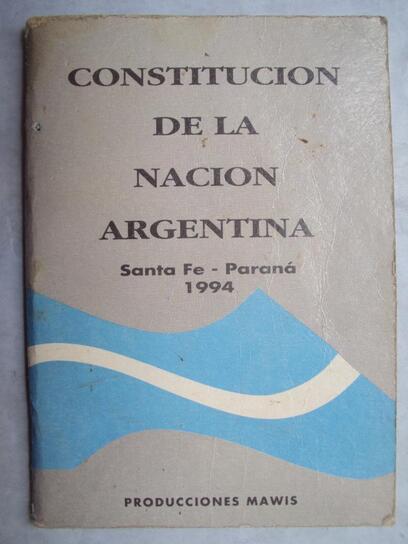 CONSTITUCION
DE LA
NACION
ARGENTINA
Santa Fe - Paraná
1994
PRODUCCIONES MAWIS